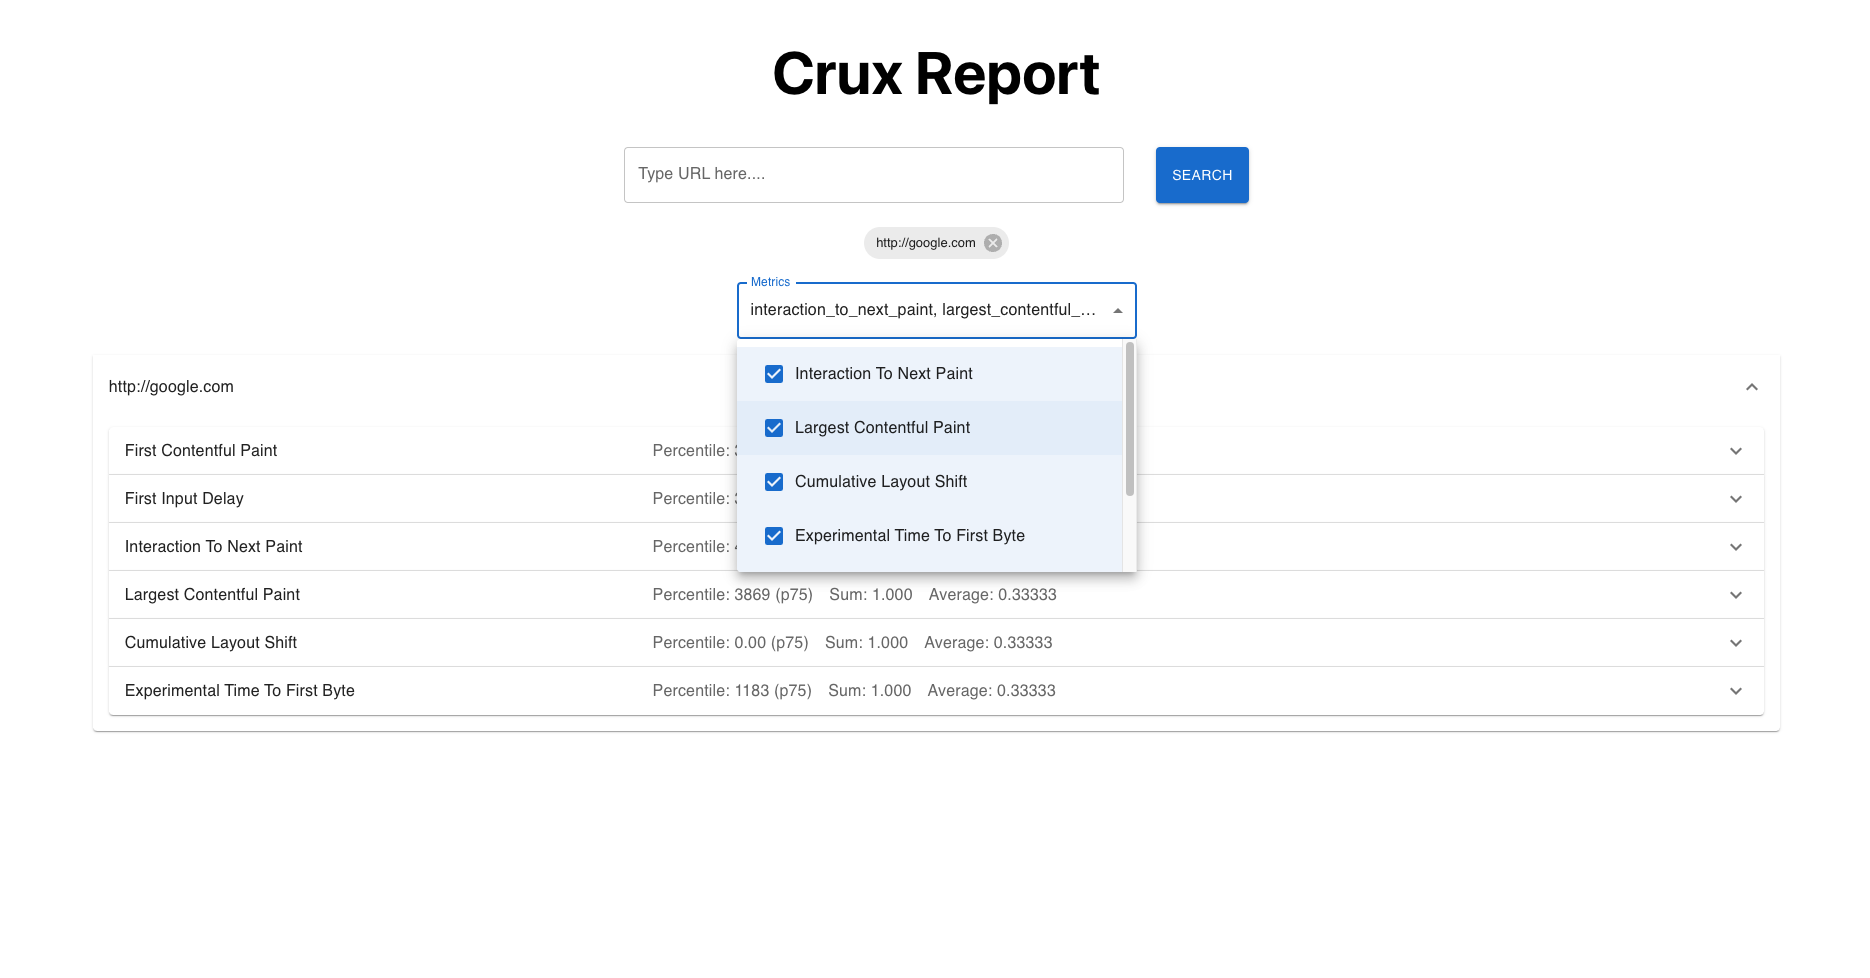 Crux Report
Type URL here....
SEARCH
http://google.com
Metrics
interaction_to_next_paint, largest_contentful_...
Interaction To Next Paint
Largest Contentful Paint
Cumulative Layout Shift
Experimental Time To First Byte
http://google.com
First Contentful Paint Percentile:
First Input Delay Percentile:
Interaction To Next Paint Percentile:
Largest Contentful Paint Percentile: 3869 (p75) Sum: 1.000 Average: 0.33333
Cumulative Layout Shift Percentile: 0.00 (p75) Sum: 1.000 Average: 0.33333
Experimental Time To First Byte Percentile: 1183 (p75) Sum: 1.000 Average: 0.33333